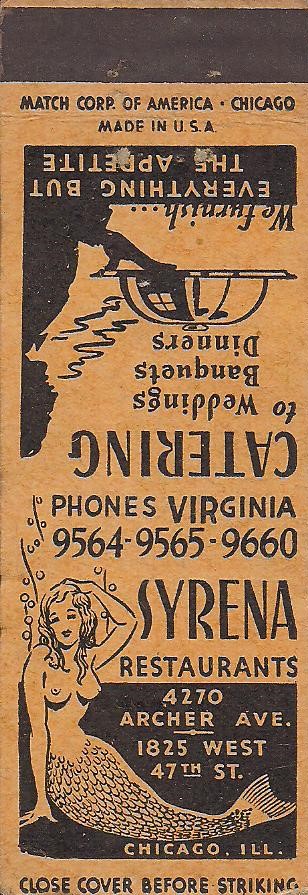 MATCH CORP. OF AMERICA · CHICAGO
MADE IN U.S.A.
We furnish...
EVERYTHING BUT
THE APPETITE
CATERING
to Weddings
Banquets
Dinners
PHONES VIRGINIA
9564-9565-9660
SYRENA
RESTAURANTS
4270
ARCHER AVE.
1825 WEST
47TH ST.
CHICAGO, ILL.
CLOSE COVER BEFORE STRIKING